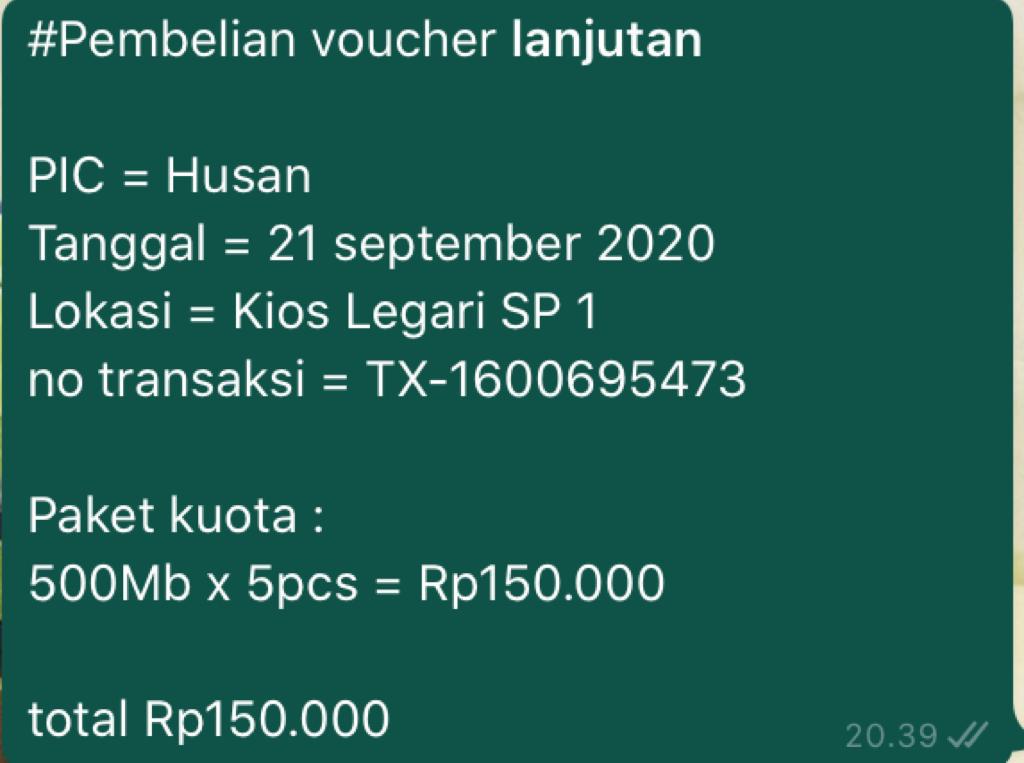 #Pembelian voucher lanjutan
PIC = Husan
Tanggal = 21 september 2020
Lokasi = Kios Legari SP 1
no transaksi = TX-1600695473
Paket kuota :
500Mb x 5pcs = Rp150.000
total Rp150.000
20.39